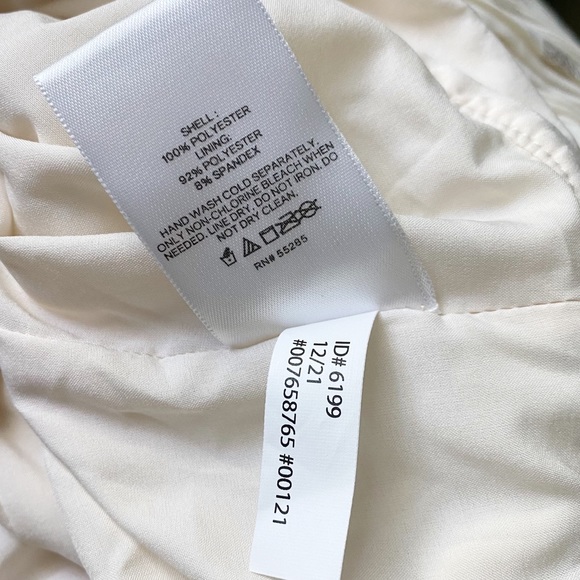 SHELL :
100% POLYESTER
LINING:
92% POLYESTER
8% SPANDEX
HAND WASH COLD SEPARATELY,
ONLY NON-CHLORINE BLEACH WHEN
NEEDED. LINE DRY. DO NOT IRON. DO
NOT DRY CLEAN.
RN# 55285
ID# 6199
12/21
#007658765 #00121